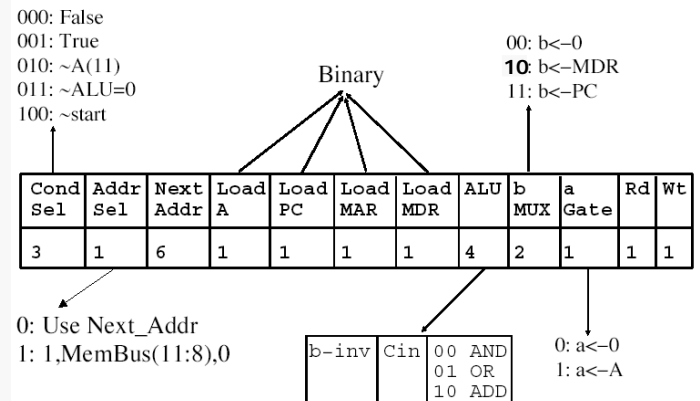 000: False
001: True
010: ~A(11)
011: ~ALU=0
100: ~start
Binary
00: b<-0
10: b<-MDR
11: b<-PC
Cond Sel
Addr Sel
Next Addr
Load A
Load PC
Load MAR
Load MDR
ALU
b MUX
a Gate
Rd
Wt
3 1 6 1 1 1 1 4 2 1 1 1
0: Use Next_Addr
1: 1,MemBus(11:8),0
b-inv
Cin
00 AND
01 OR
10 ADD
0: a<-0
1: a<-A